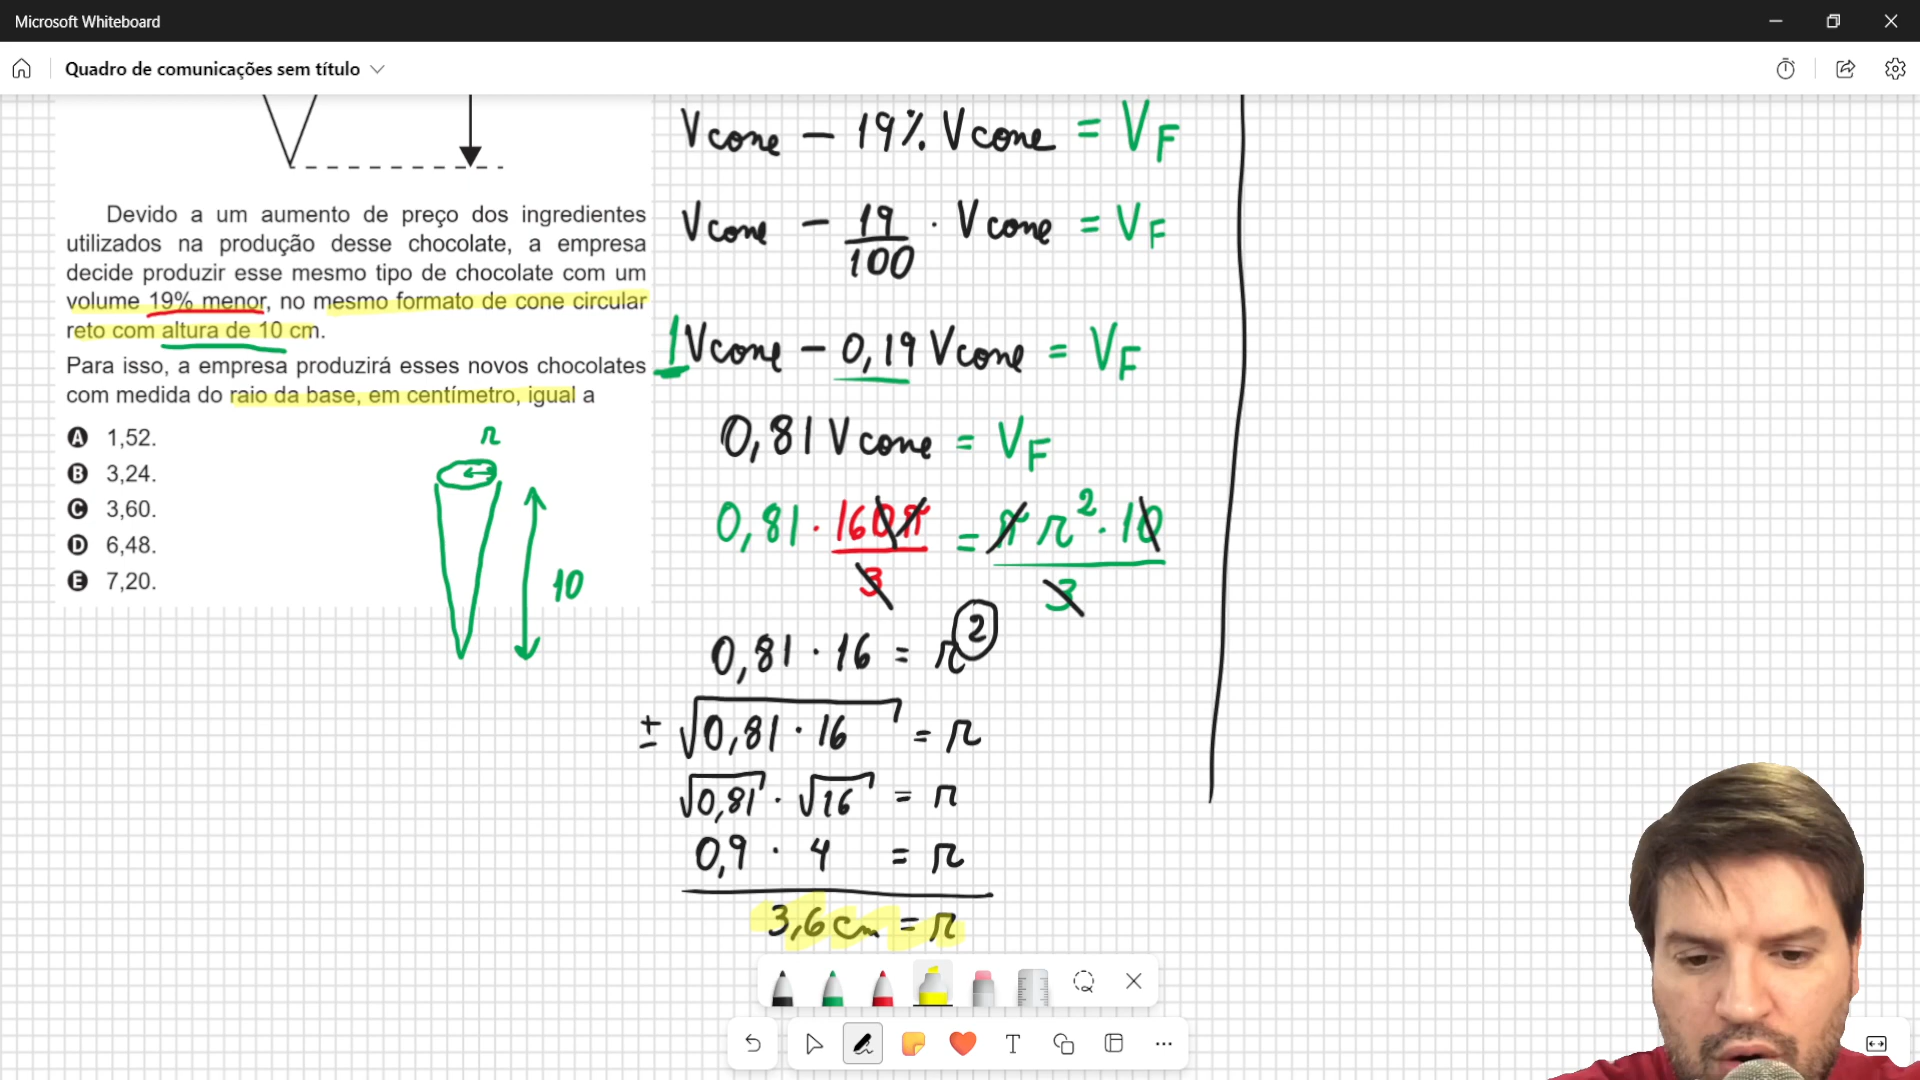 Microsoft Whiteboard
Quadro de comunicações sem título
Devido a um aumento de preço dos ingredientes
utilizados na produção desse chocolate, a empresa
decide produzir esse mesmo tipo de chocolate com um
volume 19% menor, no mesmo formato de cone circular
reto com altura de 10 cm.
Para isso, a empresa produzirá esses novos chocolates
com medida do raio da base, em centímetro, igual a
A 1,52.
B 3,24.
C 3,60.
D 6,48.
E 7,20.
r
10
Vcone - 19% Vcone = VF
Vcone - 19/100 · Vcone = VF
1Vcone - 0,19 Vcone = VF
0,81 Vcone = VF
0,81 · 160π/3 = π r² · 10/3
0,81 · 16 = r²
± √0,81 · 16 = r
√0,81 · √16 = r
0,9 · 4 = r
3,6 cm = r